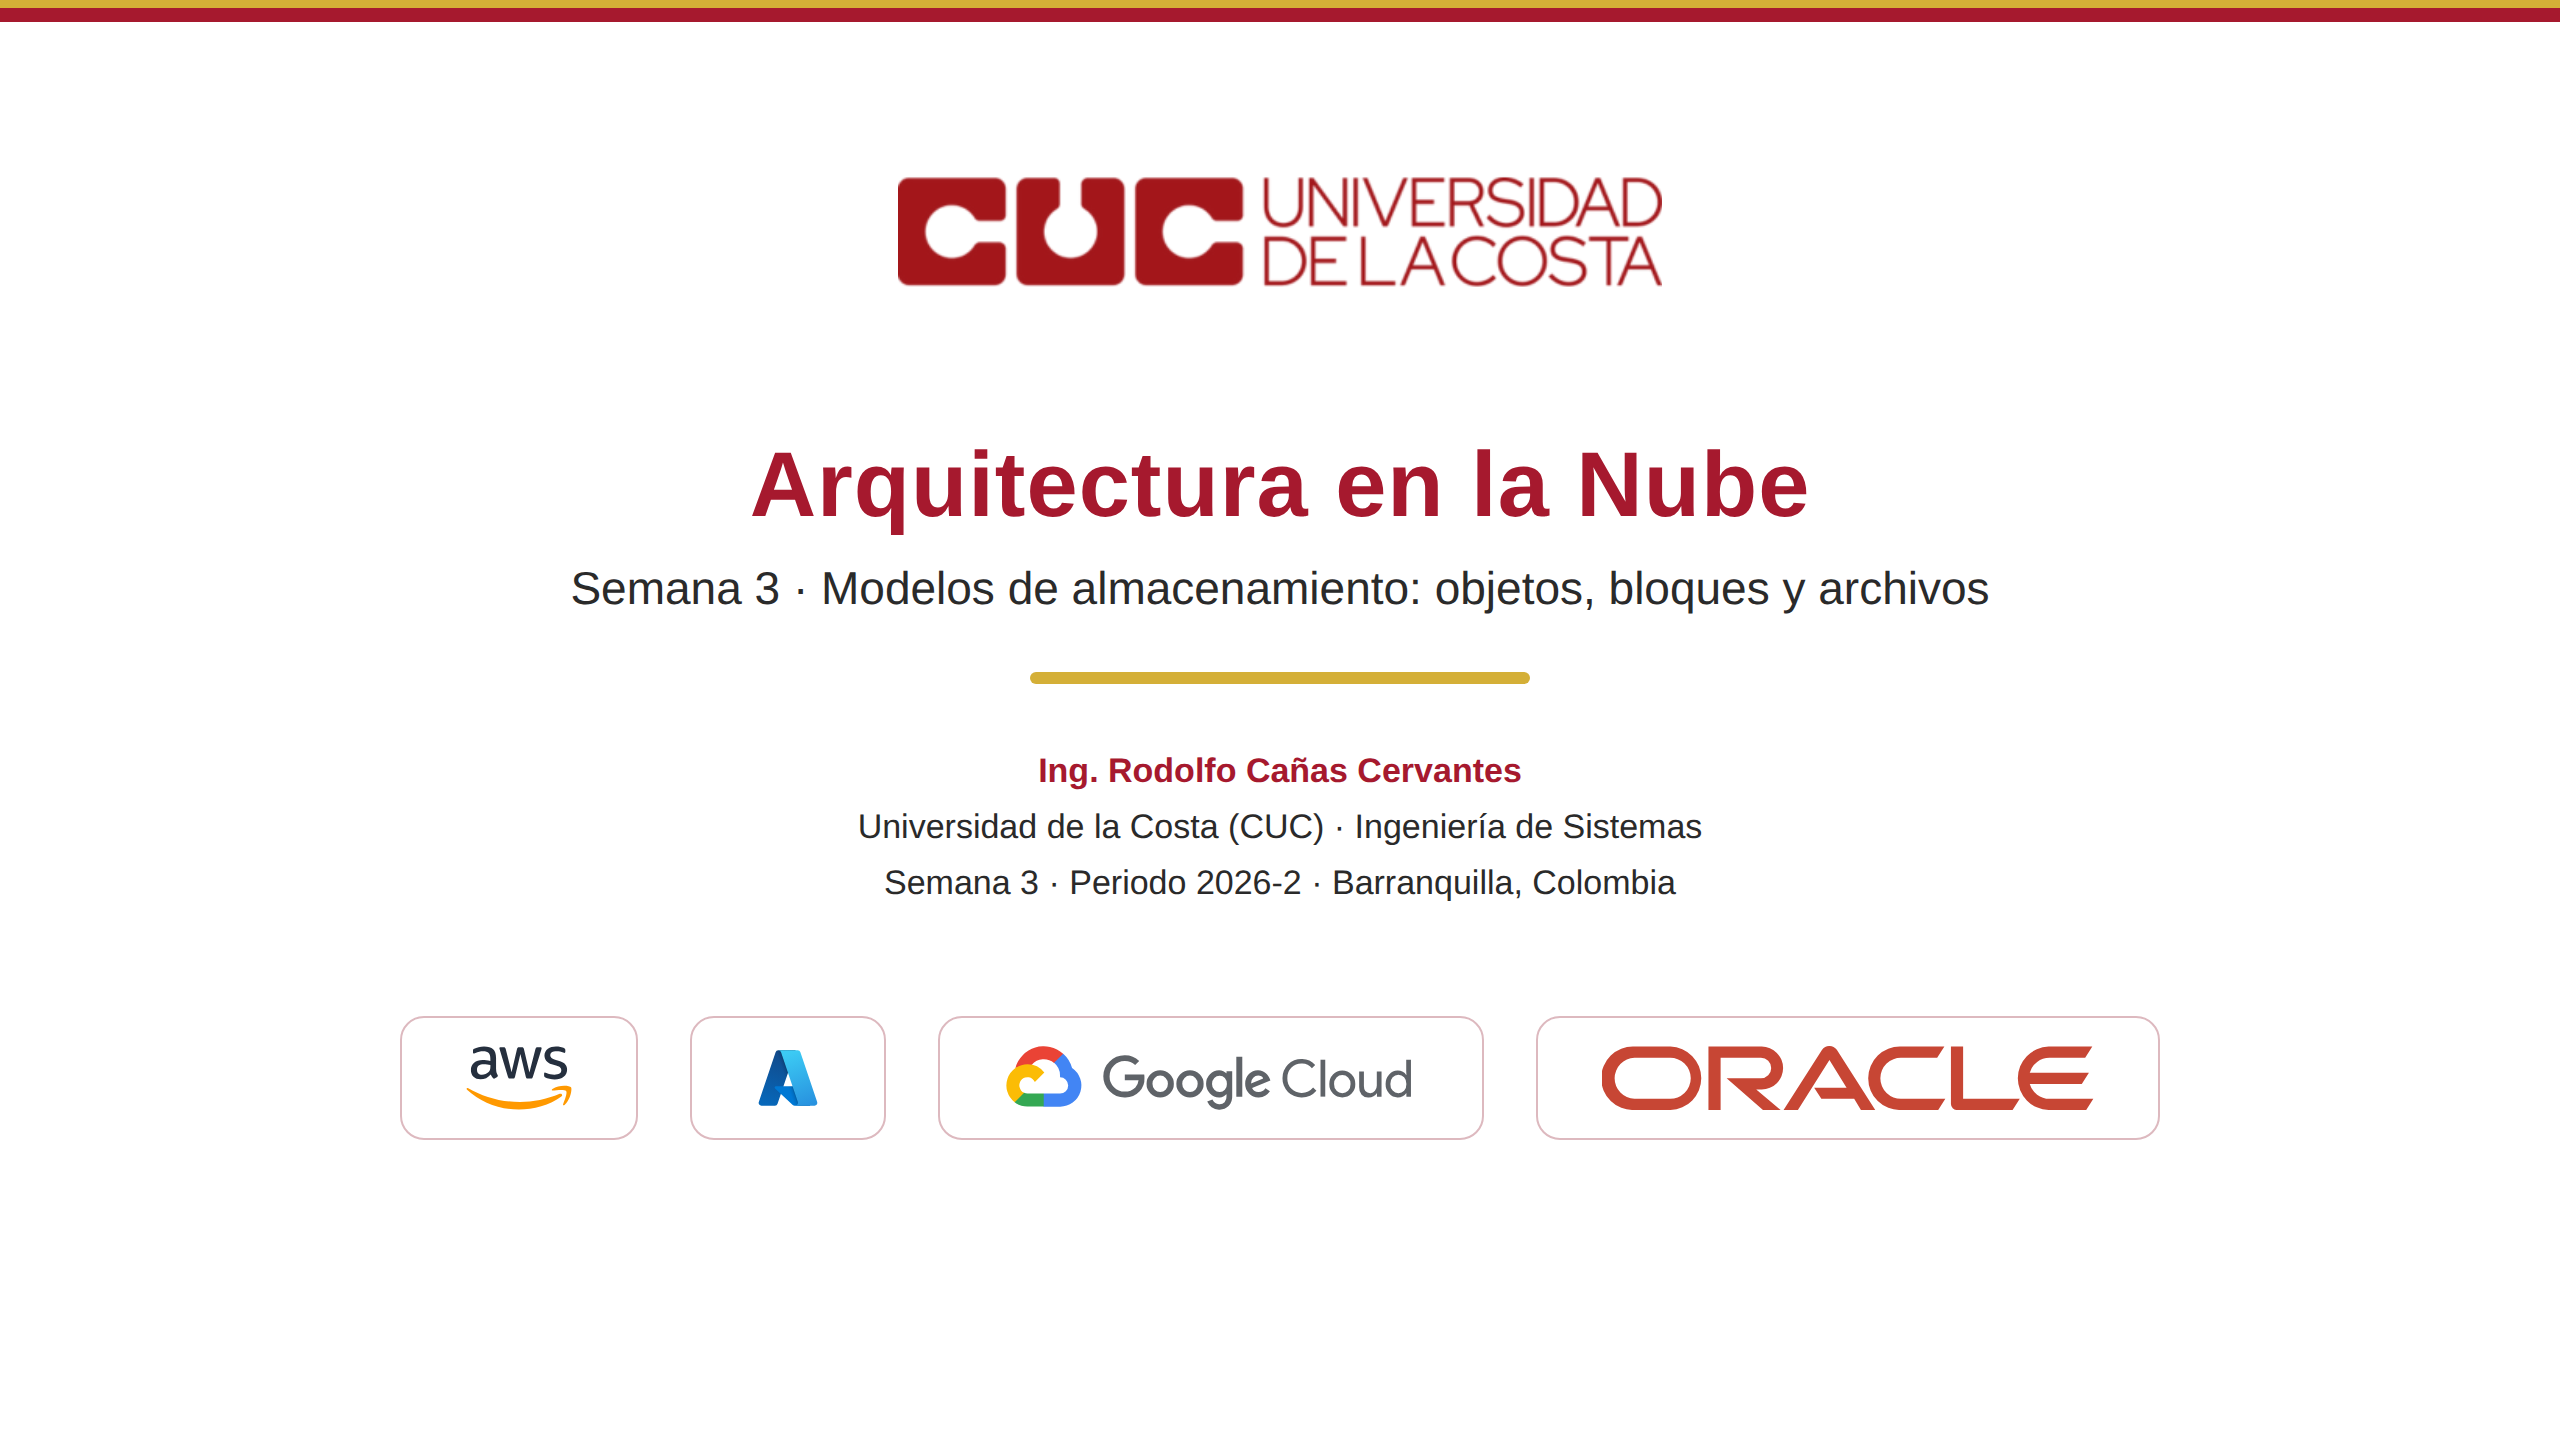 CUC UNIVERSIDAD
DE LA COSTA
Arquitectura en la Nube
Semana 3 · Modelos de almacenamiento: objetos, bloques y archivos
Ing. Rodolfo Cañas Cervantes
Universidad de la Costa (CUC) · Ingeniería de Sistemas
Semana 3 · Periodo 2026-2 · Barranquilla, Colombia
aws
Google Cloud
ORACLE